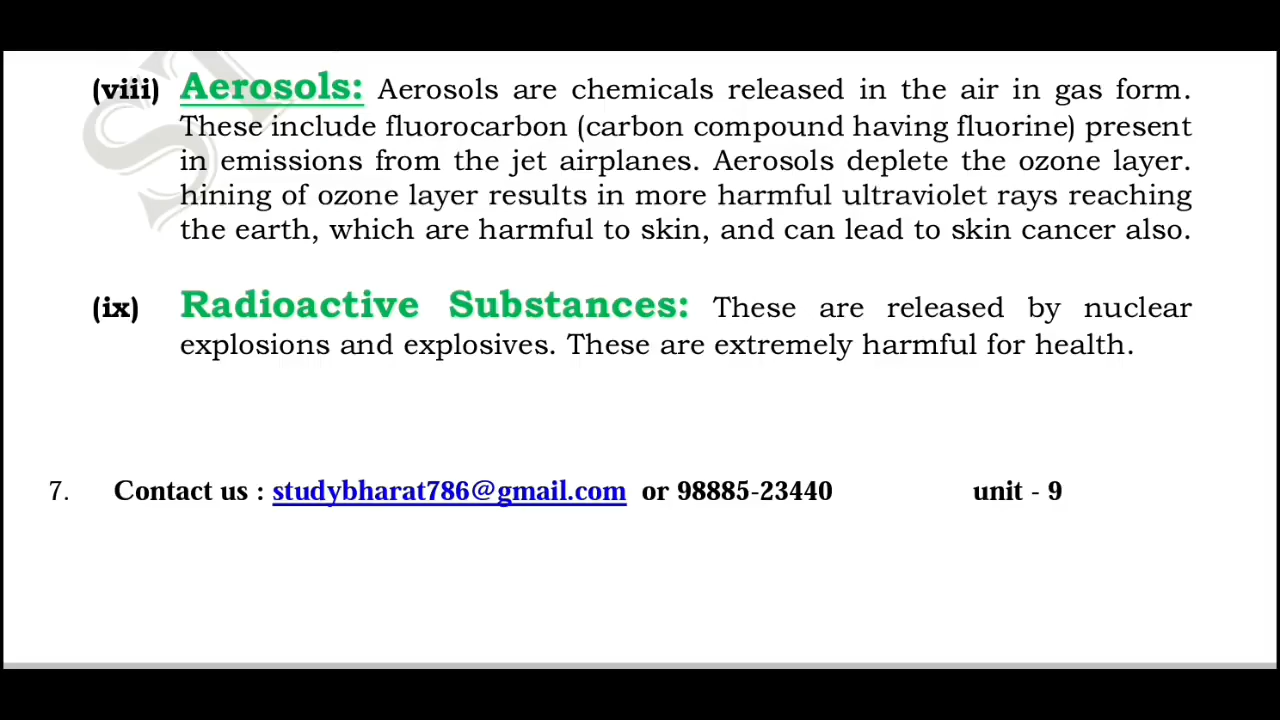 (viii) Aerosols: Aerosols are chemicals released in the air in gas form.
These include fluorocarbon (carbon compound having fluorine) present
in emissions from the jet airplanes. Aerosols deplete the ozone layer.
hining of ozone layer results in more harmful ultraviolet rays reaching
the earth, which are harmful to skin, and can lead to skin cancer also.
(ix) Radioactive Substances: These are released by nuclear
explosions and explosives. These are extremely harmful for health.
7. Contact us : studybharat786@gmail.com or 98885-23440 unit - 9